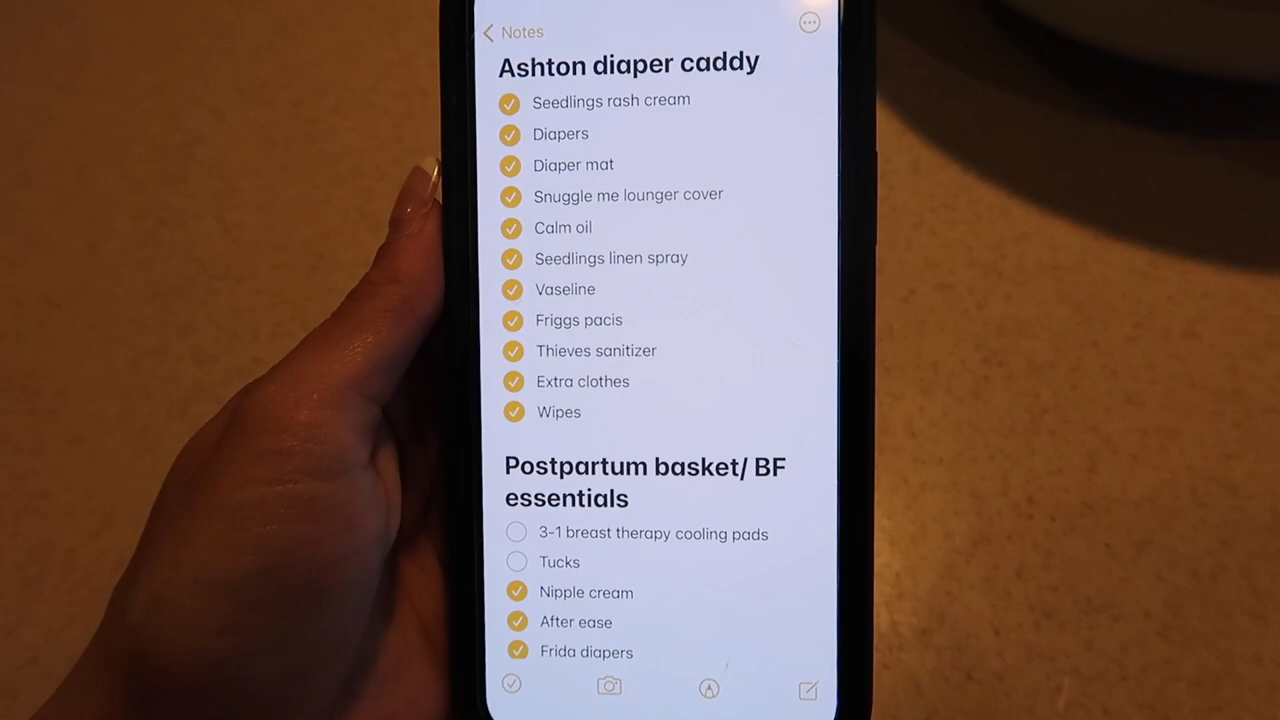 Notes
Ashton diaper caddy
Seedlings rash cream
Diapers
Diaper mat
Snuggle me lounger cover
Calm oil
Seedlings linen spray
Vaseline
Friggs pacis
Thieves sanitizer
Extra clothes
Wipes
Postpartum basket/ BF
essentials
3-1 breast therapy cooling pads
Tucks
Nipple cream
After ease
Frida diapers